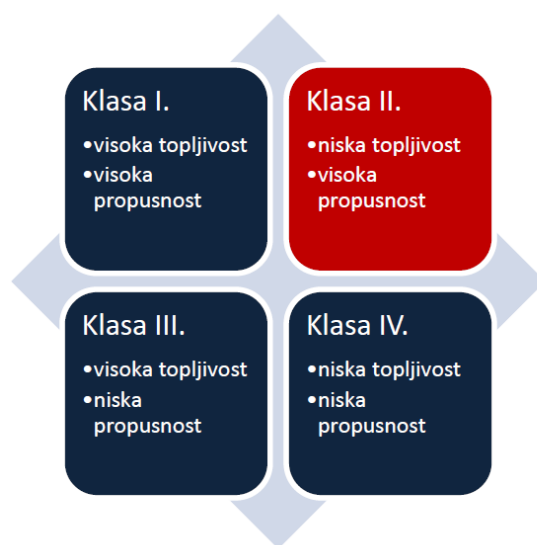 Klasa I.
•visoka topljivost
•visoka
propusnost
Klasa II.
•niska topljivost
•visoka
propusnost
Klasa III.
•visoka topljivost
•niska
propusnost
Klasa IV.
•niska topljivost
•niska
propusnost